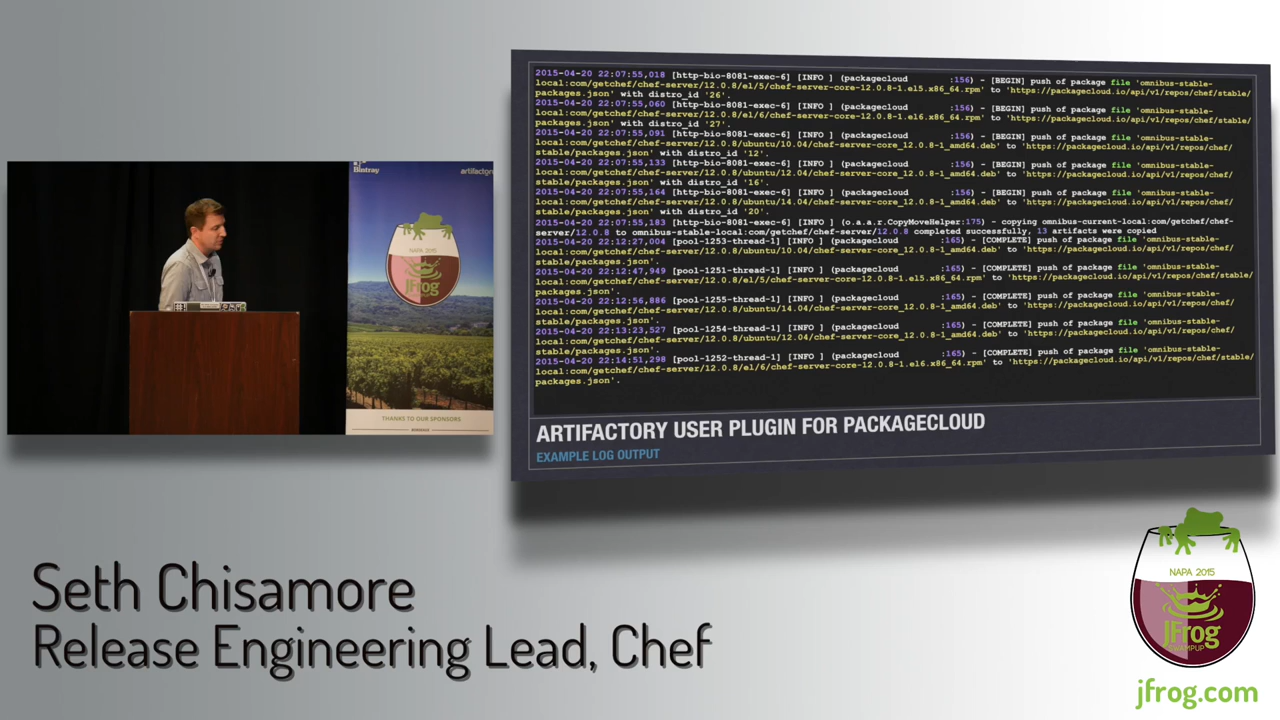 Bintray
artifactory
NAPA 2015
JFrog
THANKS TO OUR SPONSORS
2015-04-20 22:07:55,018 [http-bio-8081-exec-6] [INFO ] (packagecloud :156) - [BEGIN] push of package file 'omnibus-stable-
local:com/getchef/chef-server/12.0.8/el/5/chef-server-core-12.0.8-1.el5.x86_64.rpm' to 'https://packagecloud.io/api/v1/repos/chef/stable/
packages.json' with distro_id '26'.
2015-04-20 22:07:55,060 [http-bio-8081-exec-6] [INFO ] (packagecloud :156) - [BEGIN] push of package file 'omnibus-stable-
local:com/getchef/chef-server/12.0.8/el/6/chef-server-core-12.0.8-1.el6.x86_64.rpm' to 'https://packagecloud.io/api/v1/repos/chef/stable/
packages.json' with distro_id '27'.
2015-04-20 22:07:55,091 [http-bio-8081-exec-6] [INFO ] (packagecloud :156) - [BEGIN] push of package file 'omnibus-stable-
local:com/getchef/chef-server/12.0.8/ubuntu/10.04/chef-server-core_12.0.8-1_amd64.deb' to 'https://packagecloud.io/api/v1/repos/chef/
stable/packages.json' with distro_id '12'.
2015-04-20 22:07:55,133 [http-bio-8081-exec-6] [INFO ] (packagecloud :156) - [BEGIN] push of package file 'omnibus-stable-
local:com/getchef/chef-server/12.0.8/ubuntu/12.04/chef-server-core_12.0.8-1_amd64.deb' to 'https://packagecloud.io/api/v1/repos/chef/
stable/packages.json' with distro_id '16'.
2015-04-20 22:07:55,164 [http-bio-8081-exec-6] [INFO ] (packagecloud :156) - [BEGIN] push of package file 'omnibus-stable-
local:com/getchef/chef-server/12.0.8/ubuntu/14.04/chef-server-core_12.0.8-1_amd64.deb' to 'https://packagecloud.io/api/v1/repos/chef/
stable/packages.json' with distro_id '20'.
2015-04-20 22:07:55,183 [http-bio-8081-exec-6] [INFO ] (o.a.a.r.CopyMoveHelper:175) - copying omnibus-current-local:com/getchef/chef-
server/12.0.8 to omnibus-stable-local:com/getchef/chef-server/12.0.8 completed successfully, 13 artifacts were copied
2015-04-20 22:12:27,004 [pool-1253-thread-1] [INFO ] (packagecloud :165) - [COMPLETE] push of package file 'omnibus-stable-
local:com/getchef/chef-server/12.0.8/ubuntu/10.04/chef-server-core_12.0.8-1_amd64.deb' to 'https://packagecloud.io/api/v1/repos/chef/
stable/packages.json'.
2015-04-20 22:12:47,949 [pool-1251-thread-1] [INFO ] (packagecloud :165) - [COMPLETE] push of package file 'omnibus-stable-
local:com/getchef/chef-server/12.0.8/el/5/chef-server-core-12.0.8-1.el5.x86_64.rpm' to 'https://packagecloud.io/api/v1/repos/chef/stable/
packages.json'.
2015-04-20 22:12:56,886 [pool-1255-thread-1] [INFO ] (packagecloud :165) - [COMPLETE] push of package file 'omnibus-stable-
local:com/getchef/chef-server/12.0.8/ubuntu/14.04/chef-server-core_12.0.8-1_amd64.deb' to 'https://packagecloud.io/api/v1/repos/chef/
stable/packages.json'.
2015-04-20 22:13:23,527 [pool-1254-thread-1] [INFO ] (packagecloud :165) - [COMPLETE] push of package file 'omnibus-stable-
local:com/getchef/chef-server/12.0.8/ubuntu/12.04/chef-server-core_12.0.8-1_amd64.deb' to 'https://packagecloud.io/api/v1/repos/chef/
stable/packages.json'.
2015-04-20 22:14:51,298 [pool-1252-thread-1] [INFO ] (packagecloud :165) - [COMPLETE] push of package file 'omnibus-stable-
local:com/getchef/chef-server/12.0.8/el/6/chef-server-core-12.0.8-1.el6.x86_64.rpm' to 'https://packagecloud.io/api/v1/repos/chef/stable/
packages.json'.
ARTIFACTORY USER PLUGIN FOR PACKAGECLOUD
EXAMPLE LOG OUTPUT
Seth Chisamore
Release Engineering Lead, Chef
NAPA 2015
JFrog
SWAMPUP
jfrog.com